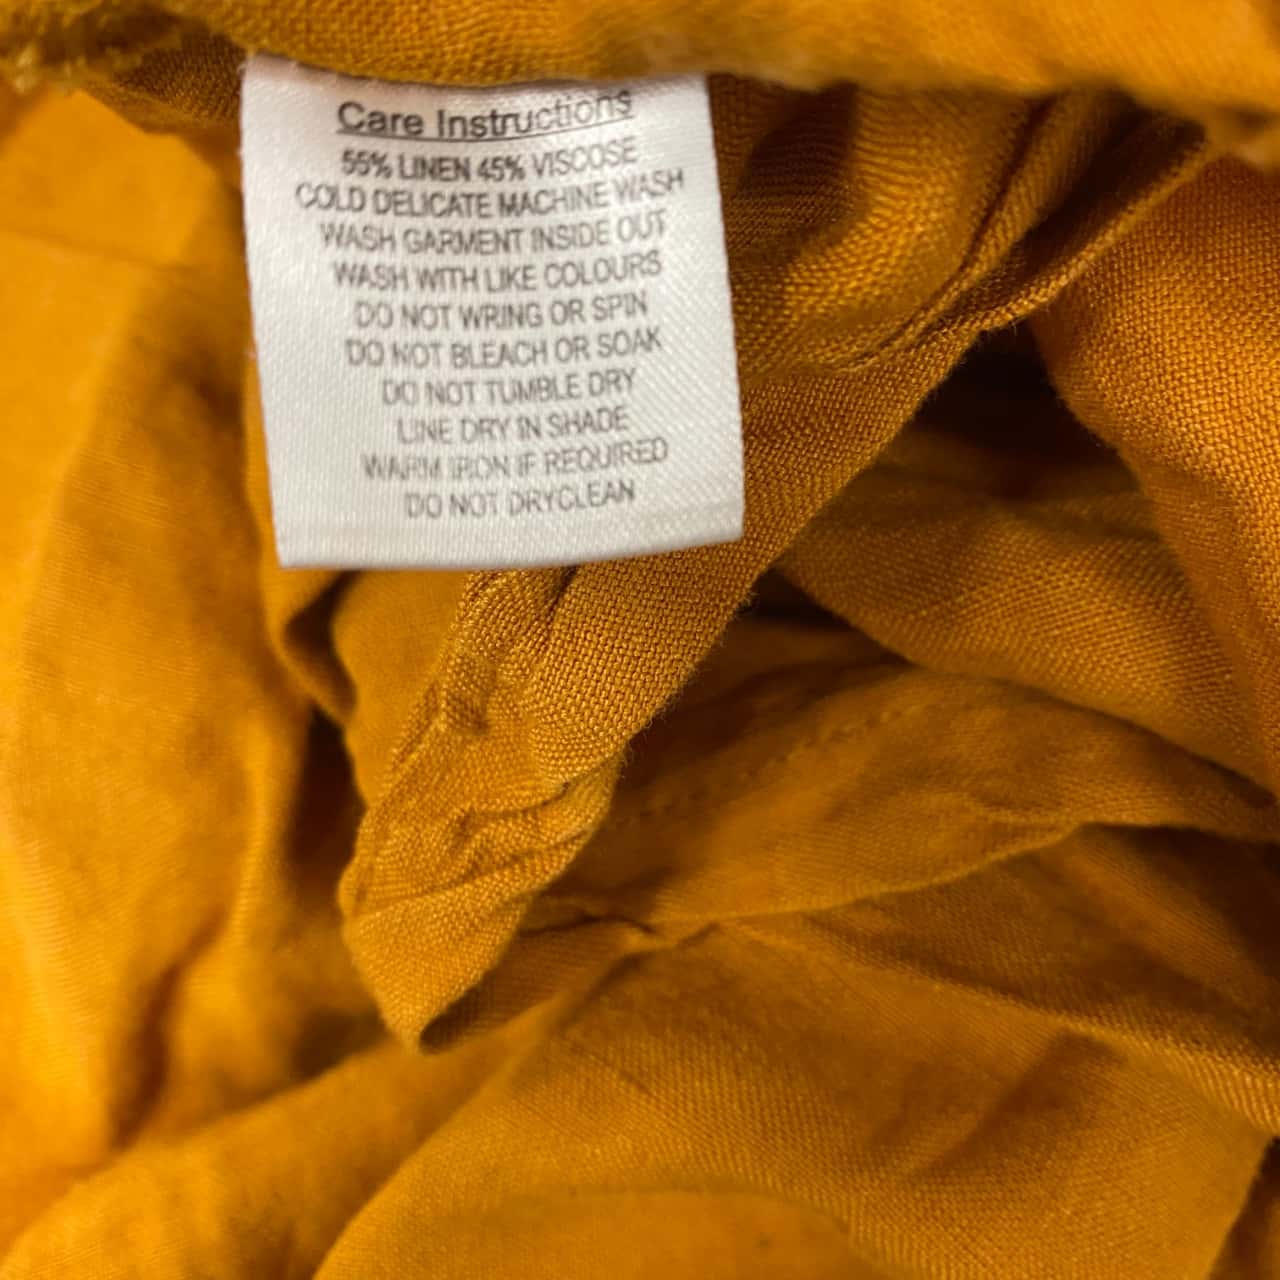 Care Instructions
55% LINEN 45% VISCOSE
COLD DELICATE MACHINE WASH
WASH GARMENT INSIDE OUT
WASH WITH LIKE COLOURS
DO NOT WRING OR SPIN
DO NOT BLEACH OR SOAK
DO NOT TUMBLE DRY
LINE DRY IN SHADE
WARM IRON IF REQUIRED
DO NOT DRYCLEAN